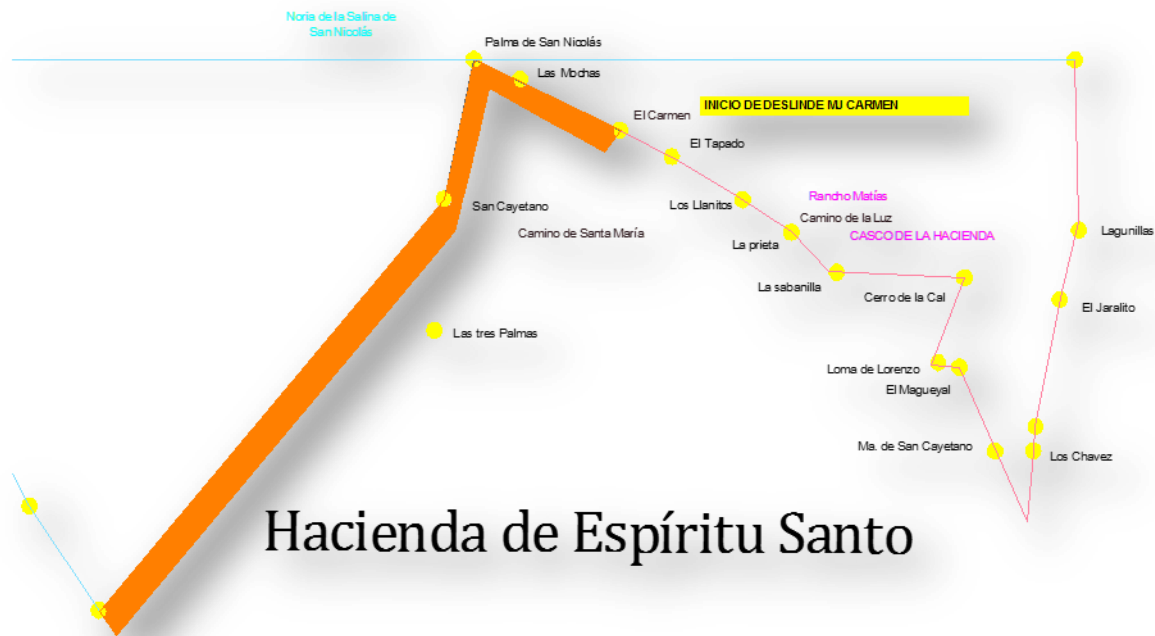 Noria de la Salina de
San Nicolás
Palma de San Nicolás
Las Mochas
INICIO DE DESLINDE MJ CARMEN
El Carmen
El Tapado
Rancho Matías
Los Llanitos
San Cayetano
Camino de la Luz
Camino de Santa María
CASCO DE LA HACIENDA
Lagunillas
La prieta
La sabanilla
Cerro de la Cal
El Jaralito
Las tres Palmas
Loma de Lorenzo
El Magueyal
Ma. de San Cayetano
Los Chavez
Hacienda de Espíritu Santo